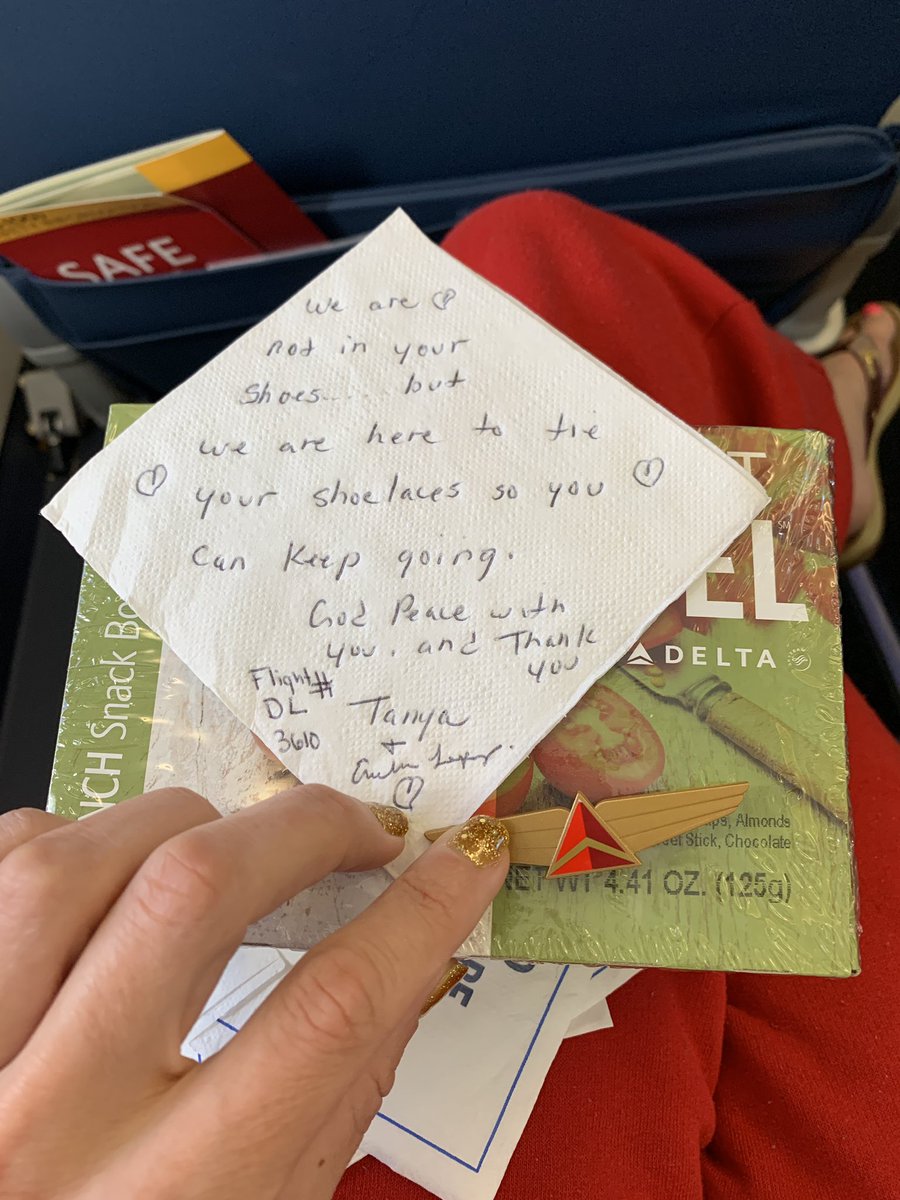 SAFE
We are
not in your
shoes.... but
we are here to tie
your shoelaces so you
can keep going.
God Peace with
you. and Thank
you
Flight#
DL
3610
Tanya
+
EL
DELTA
Snack
Almonds
Stick, Chocolate
NET WT 4.41 OZ. (125g)